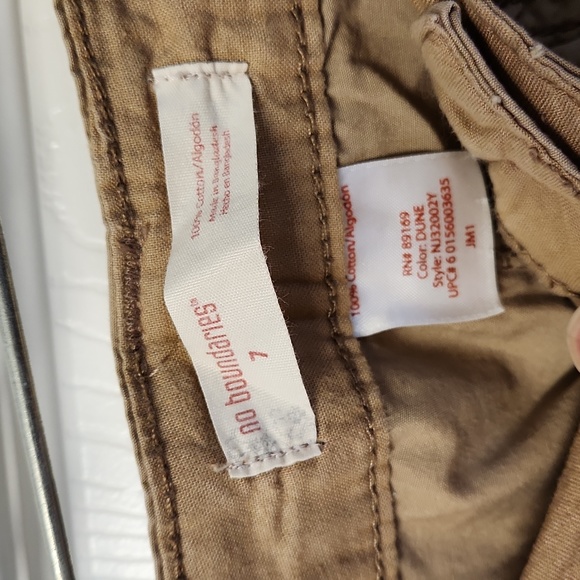 100% Cotton/Algodón
Made in Bangladesh
Hecho en Bangladesh
no boundaries™
7
100% Cotton/Algodón
RN# 89169
Color: DUNE
Style: NJ32002Y
UPC# 6 0156003635
JM1